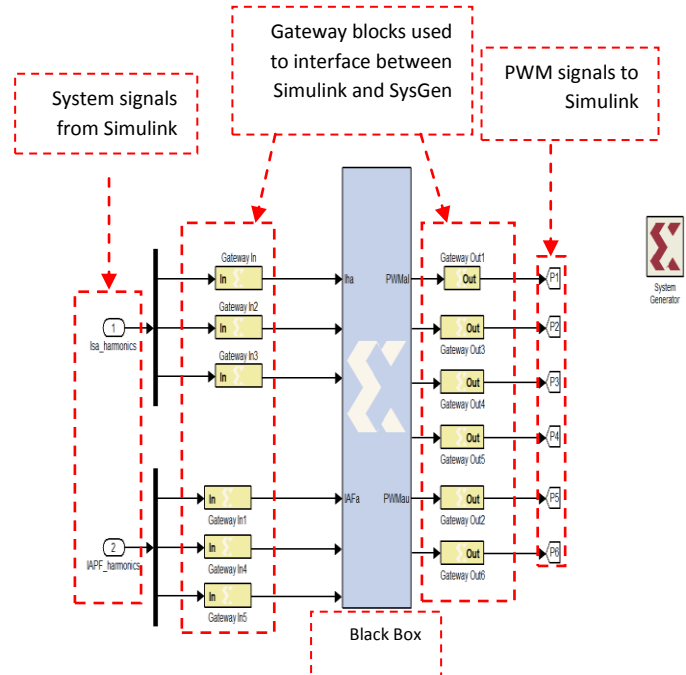 Gateway blocks used
to interface between
Simulink and SysGen
System signals
from Simulink
PWM signals to
Simulink
Gateway In
In
Gateway In2
In
Gateway In3
In
1
Isa_harmonics
In
Gateway In1
In
Gateway In4
In
Gateway In5
2
IAPF_harmonics
Iha
PWMal
IAFa
PWMau
Gateway Out1
Out
Out
Gateway Out3
Out
Gateway Out4
Out
Gateway Out5
Out
Gateway Out2
Out
Gateway Out6
P1
P2
P3
P4
P5
P6
System
Generator
Black Box